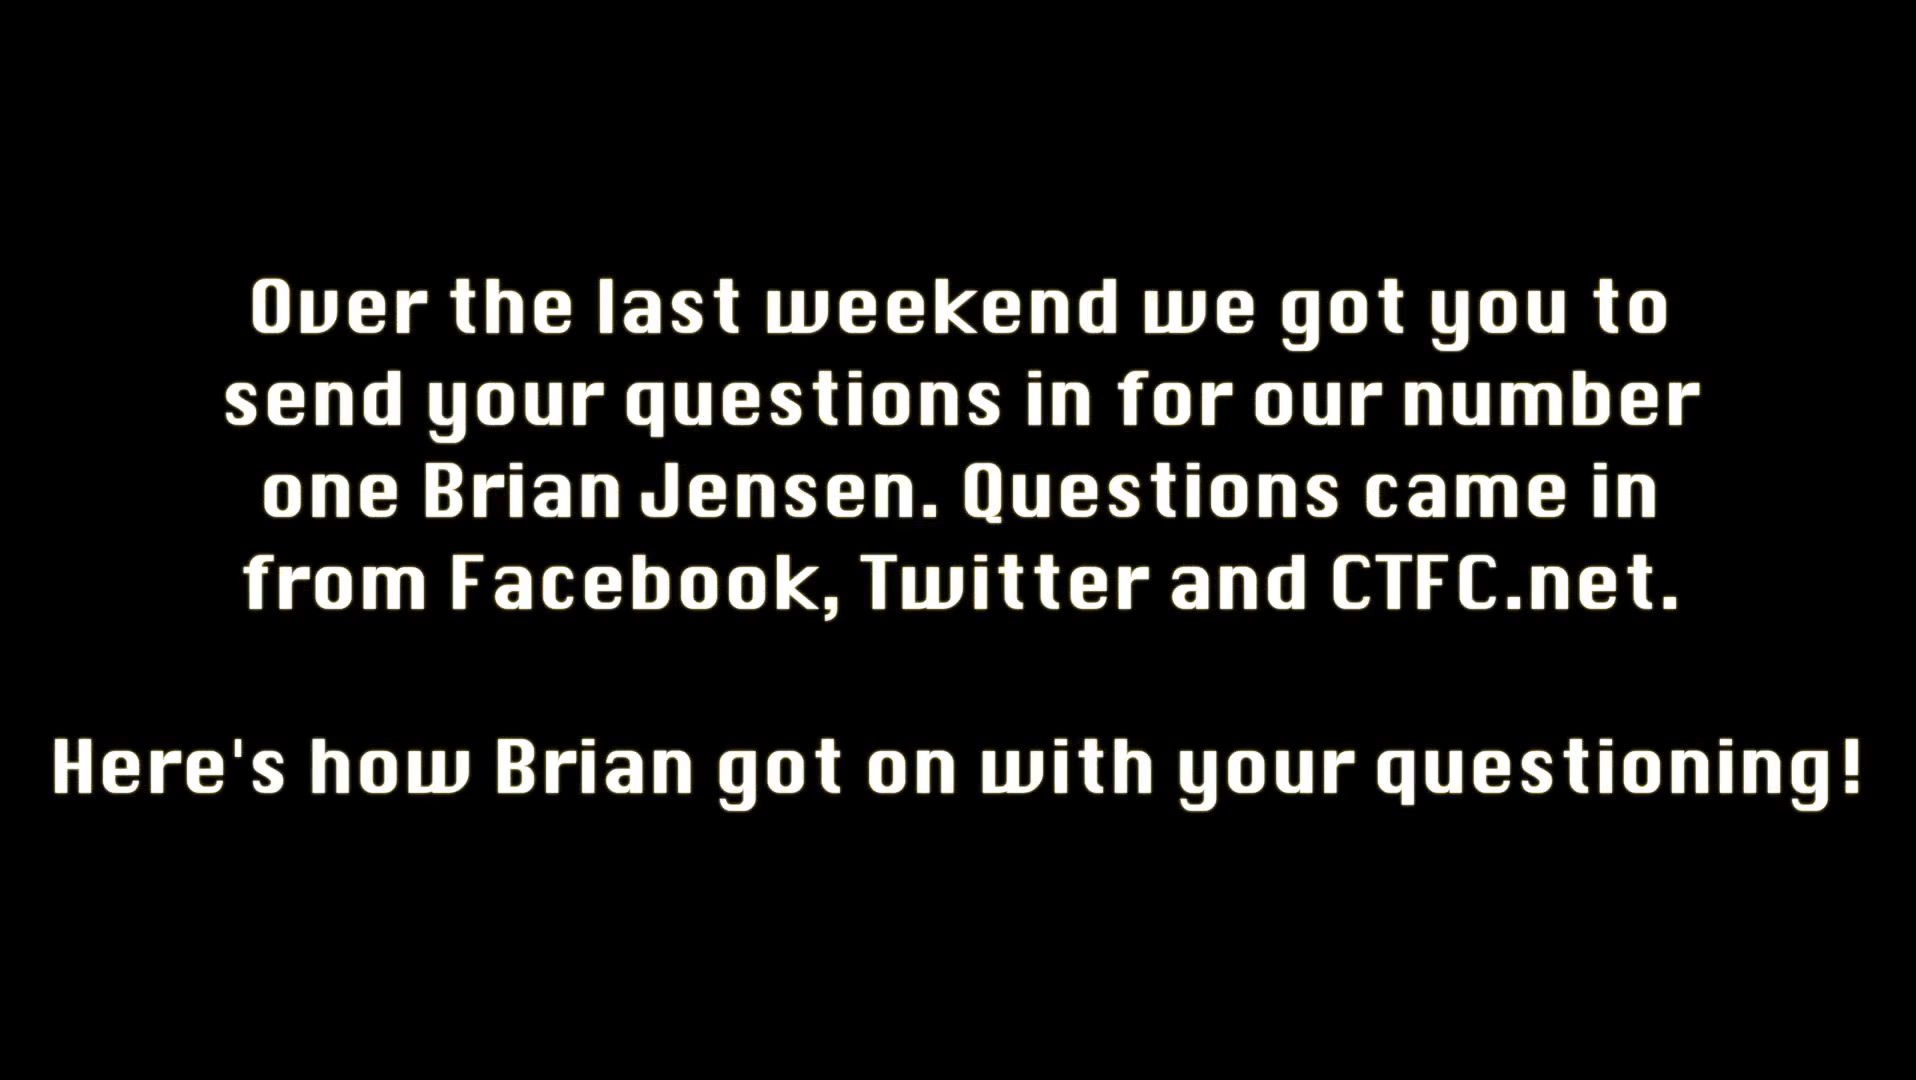 Over the last weekend we got you to
send your questions in for our number
one Brian Jensen. Questions came in
from Facebook, Twitter and CTFC.net.
Here's how Brian got on with your questioning!